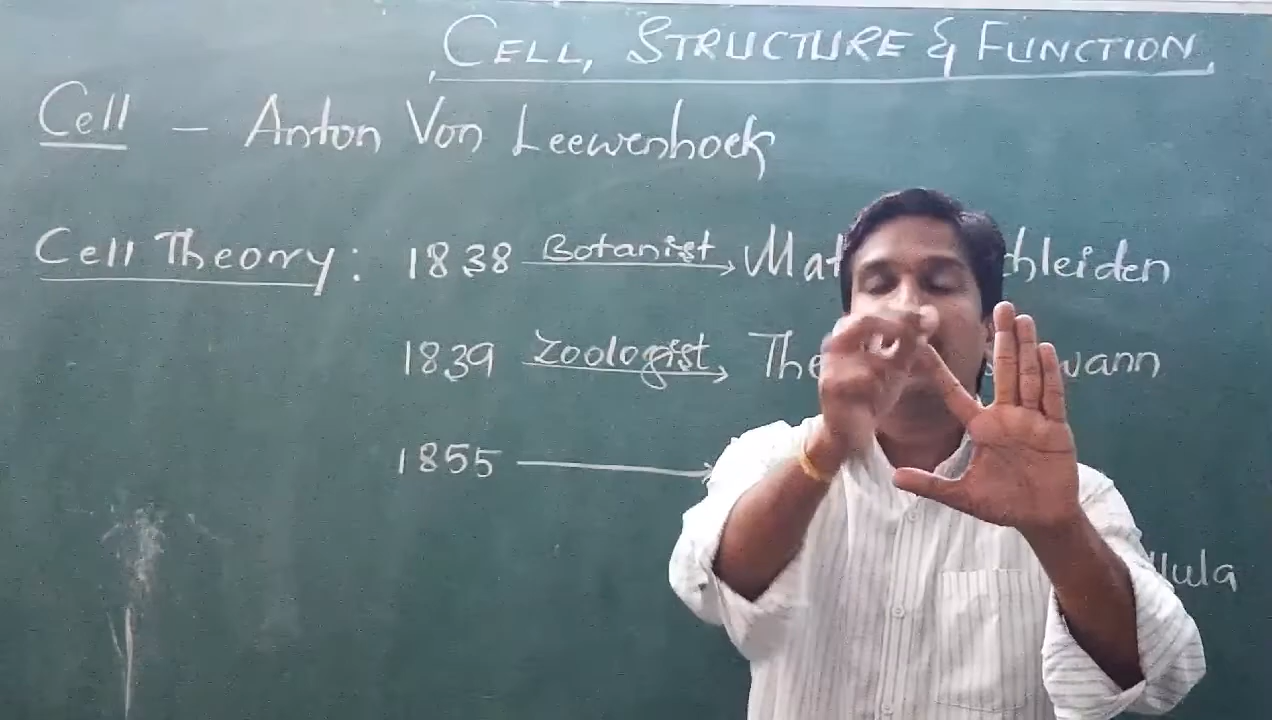 CELL, STRUCTURE & FUNCTION
Cell – Anton Von Leewenhoek
Cell Theory: 1838 Botanist → Mat hleiden
1839 Zoologist → The wann
1855 →
llula